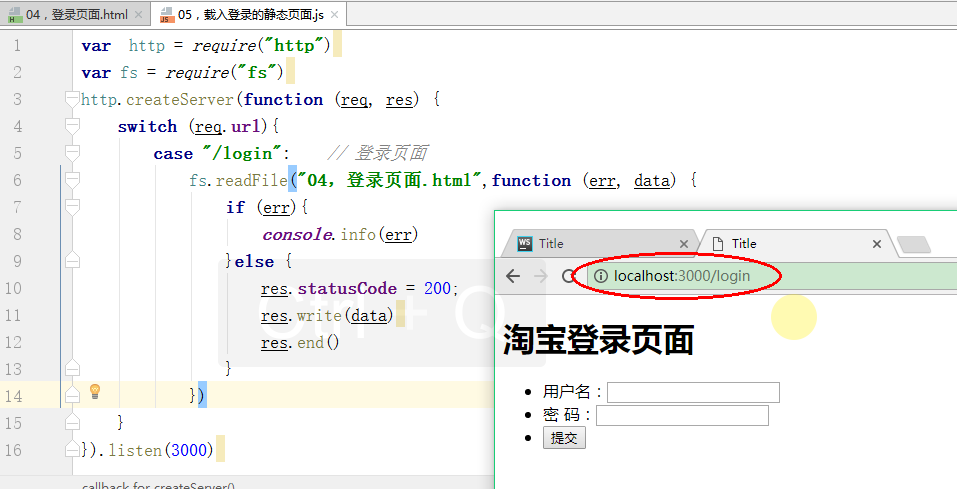 04，登录页面.html
05，载入登录的静态页面.js
1 var http = require("http")
2 var fs = require("fs")
3 http.createServer(function (req, res) {
4 switch (req.url){
5 case "/login": // 登录页面
6 fs.readFile("04，登录页面.html",function (err, data) {
7 if (err){
8 console.info(err)
9 }else {
10 res.statusCode = 200;
11 res.write(data)
12 res.end()
13 }
14 })
15 }
16 }).listen(3000)
Ctrl + Q
callback for createServer()
Title
Title
localhost:3000/login
淘宝登录页面
用户名：
密 码：
提交